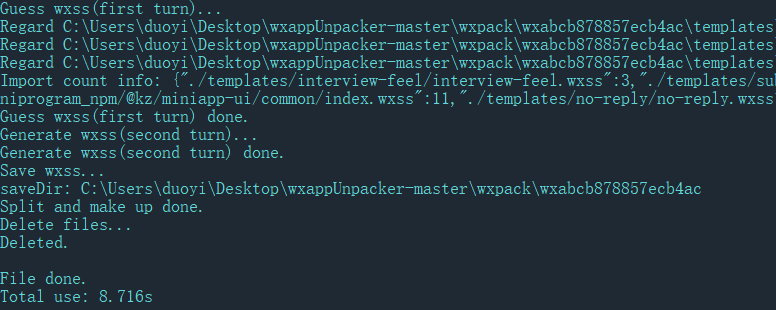 Guess wxss(first turn)...
Regard C:\Users\duoyi\Desktop\wxappUnpacker-master\wxpack\wxabcb878857ecb4ac\templates
Regard C:\Users\duoyi\Desktop\wxappUnpacker-master\wxpack\wxabcb878857ecb4ac\templates
Regard C:\Users\duoyi\Desktop\wxappUnpacker-master\wxpack\wxabcb878857ecb4ac\templates
Import count info: {"./templates/interview-feel/interview-feel.wxss":3,"./templates/sub
niprogram_npm/@kz/miniapp-ui/common/index.wxss":11,"./templates/no-reply/no-reply.wxss"
Guess wxss(first turn) done.
Generate wxss(second turn)...
Generate wxss(second turn) done.
Save wxss...
saveDir: C:\Users\duoyi\Desktop\wxappUnpacker-master\wxpack\wxabcb878857ecb4ac
Split and make up done.
Delete files...
Deleted.
File done.
Total use: 8.716s